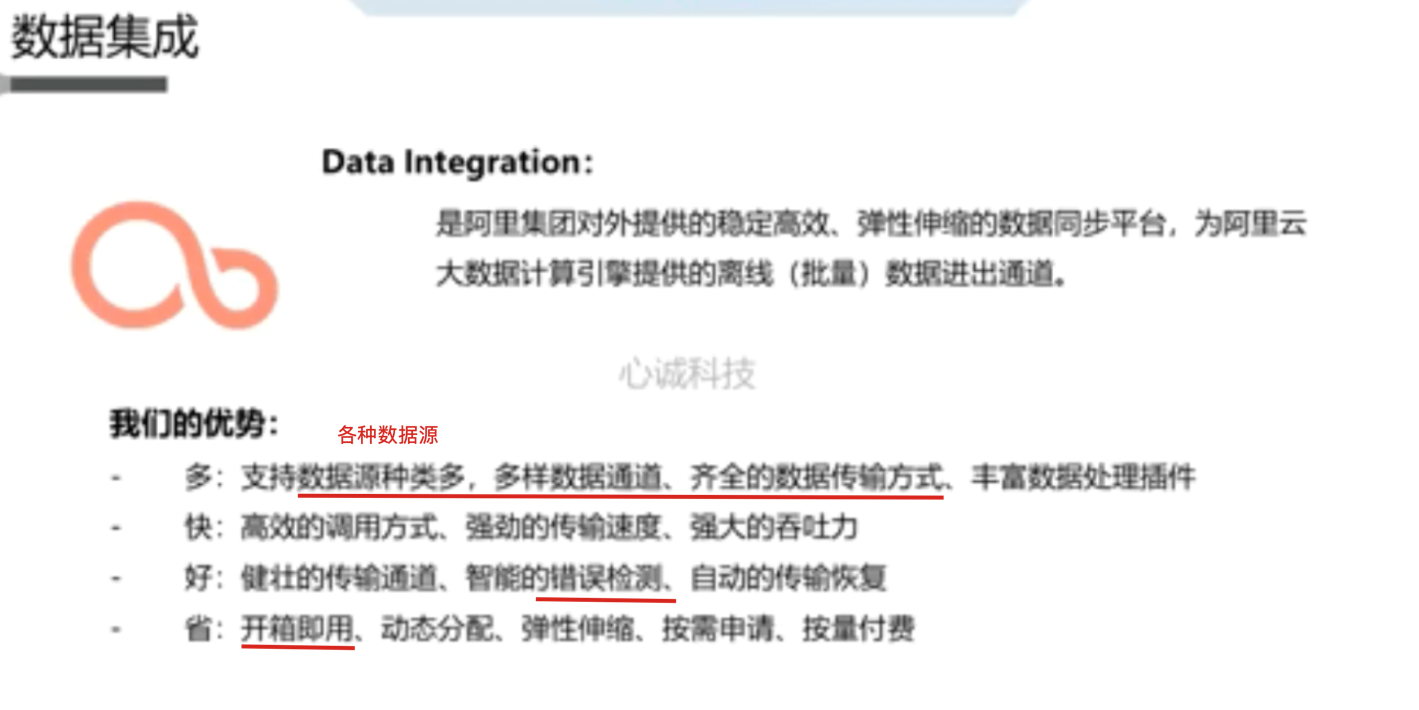 数据集成
Data Integration：
是阿里集团对外提供的稳定高效、弹性伸缩的数据同步平台，为阿里云
大数据计算引擎提供的离线（批量）数据进出通道。
心诚科技
我们的优势：
各种数据源
- 多：支持数据源种类多，多样数据通道、齐全的数据传输方式、丰富数据处理插件
- 快：高效的调用方式、强劲的传输速度、强大的吞吐力
- 好：健壮的传输通道、智能的错误检测、自动的传输恢复
- 省：开箱即用、动态分配、弹性伸缩、按需申请、按量付费